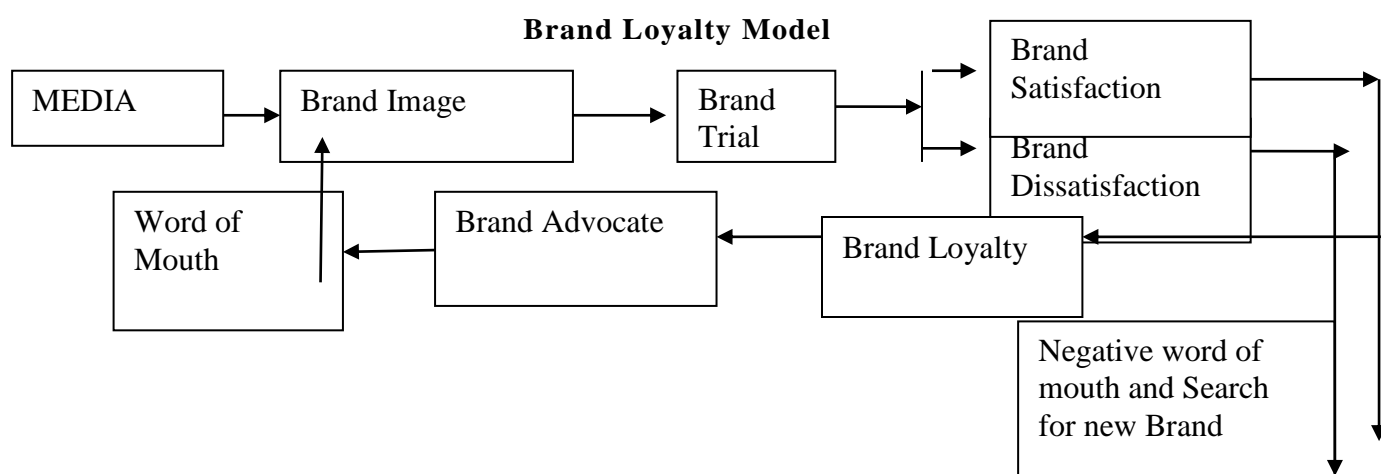 Brand Loyalty Model
MEDIA
Brand Image
Brand
Trial
Brand
Satisfaction
Brand
Dissatisfaction
Word of
Mouth
Brand Advocate
Brand Loyalty
Negative word of
mouth and Search
for new Brand